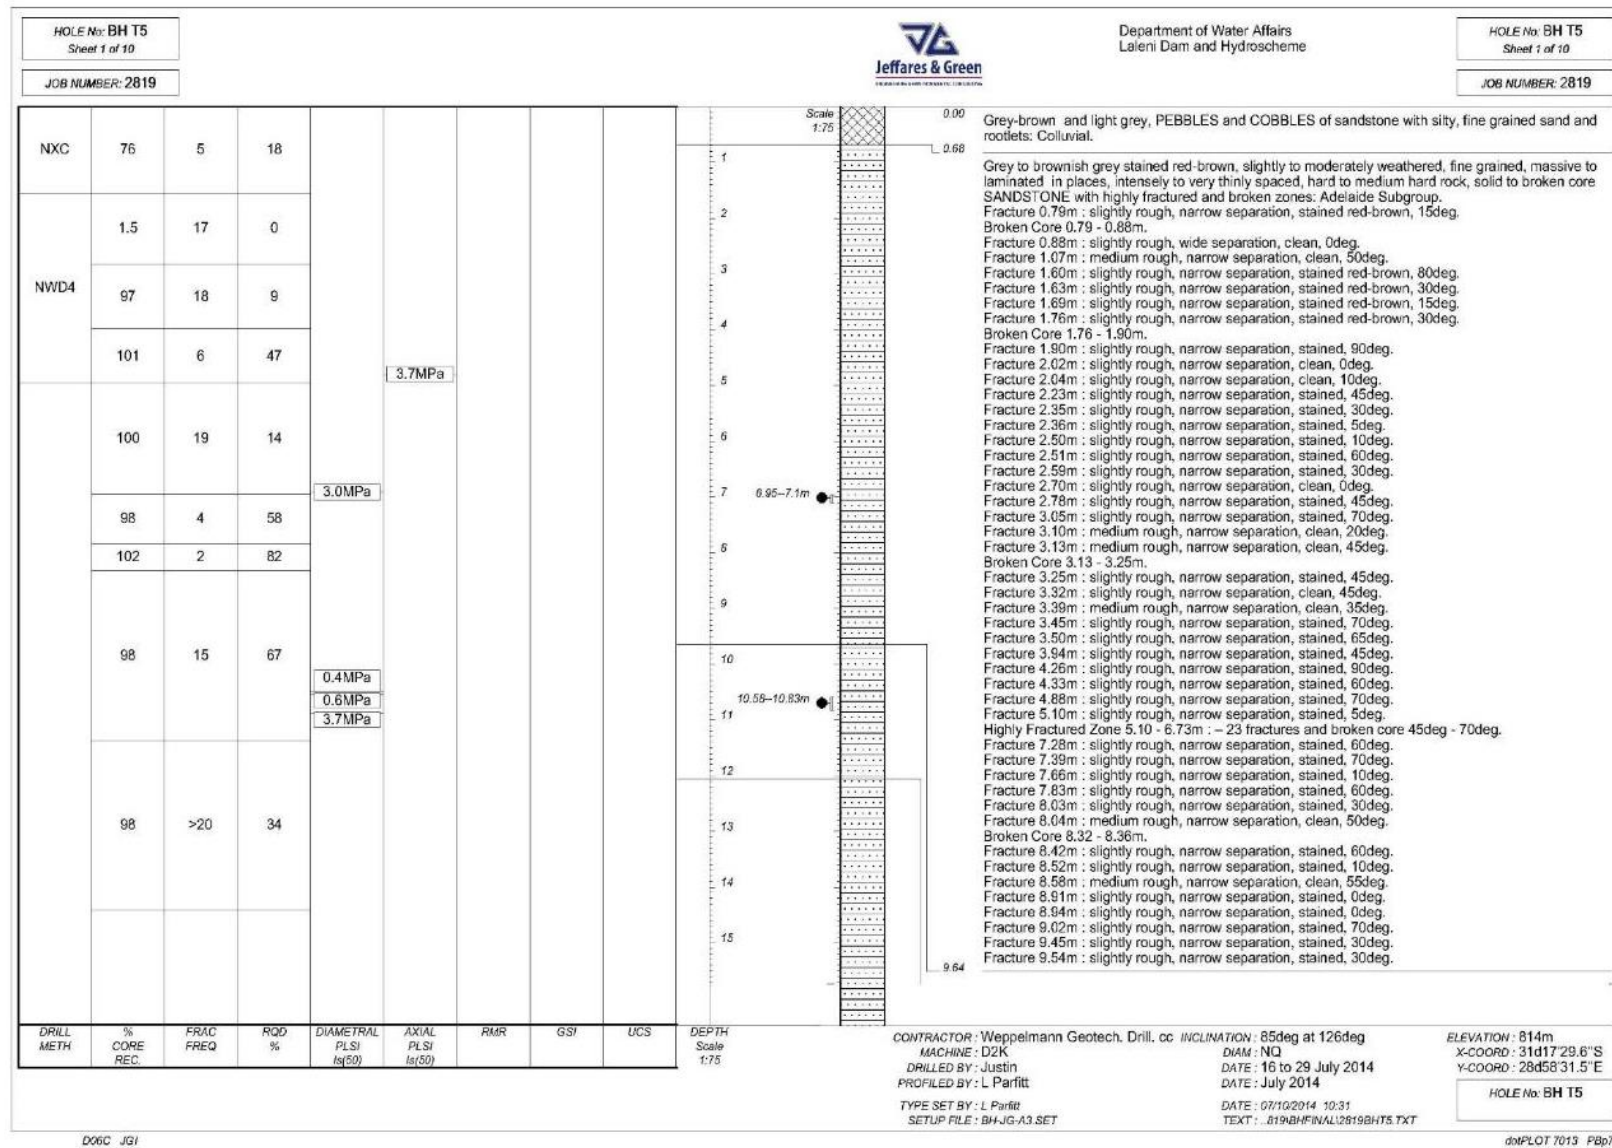 HOLE No: BH T5
Sheet 1 of 10
JOB NUMBER: 2819
JG
Jeffares & Green
Department of Water Affairs
Laleni Dam and Hydroscheme
HOLE No: BH T5
Sheet 1 of 10
JOB NUMBER: 2819
NXC 76 5 18
1.5 17 0
NWD4
97 18 9
101 6 47
3.7MPa
100 19 14
3.0MPa
98 4 58
102 2 82
98 15 67
0.4MPa
0.6MPa
3.7MPa
98 >20 34
Scale
1:75
1
2
3
4
5
6
7
8
9
10
11
12
13
14
15
6.95–7.1m
10.58–10.83m
0.00
0.68
9.64
Grey-brown and light grey, PEBBLES and COBBLES of sandstone with silty, fine grained sand and
rootlets: Colluvial.
Grey to brownish grey stained red-brown, slightly to moderately weathered, fine grained, massive to
laminated in places, intensely to very thinly spaced, hard to medium hard rock, solid to broken core
SANDSTONE with highly fractured and broken zones: Adelaide Subgroup.
Fracture 0.79m : slightly rough, narrow separation, stained red-brown, 15deg.
Broken Core 0.79 - 0.88m.
Fracture 0.88m : slightly rough, wide separation, clean, 0deg.
Fracture 1.07m : medium rough, narrow separation, clean, 50deg.
Fracture 1.60m : slightly rough, narrow separation, stained red-brown, 80deg.
Fracture 1.63m : slightly rough, narrow separation, stained red-brown, 30deg.
Fracture 1.69m : slightly rough, narrow separation, stained red-brown, 15deg.
Fracture 1.76m : slightly rough, narrow separation, stained red-brown, 30deg.
Broken Core 1.76 - 1.90m.
Fracture 1.90m : slightly rough, narrow separation, stained, 90deg.
Fracture 2.02m : slightly rough, narrow separation, clean, 0deg.
Fracture 2.04m : slightly rough, narrow separation, clean, 10deg.
Fracture 2.23m : slightly rough, narrow separation, stained, 45deg.
Fracture 2.35m : slightly rough, narrow separation, stained, 30deg.
Fracture 2.36m : slightly rough, narrow separation, stained, 5deg.
Fracture 2.50m : slightly rough, narrow separation, stained, 10deg.
Fracture 2.51m : slightly rough, narrow separation, stained, 60deg.
Fracture 2.59m : slightly rough, narrow separation, stained, 30deg.
Fracture 2.70m : slightly rough, narrow separation, clean, 0deg.
Fracture 2.78m : slightly rough, narrow separation, stained, 45deg.
Fracture 3.05m : slightly rough, narrow separation, stained, 70deg.
Fracture 3.10m : medium rough, narrow separation, clean, 20deg.
Fracture 3.13m : medium rough, narrow separation, clean, 45deg.
Broken Core 3.13 - 3.25m.
Fracture 3.25m : slightly rough, narrow separation, stained, 45deg.
Fracture 3.32m : slightly rough, narrow separation, clean, 45deg.
Fracture 3.39m : medium rough, narrow separation, clean, 35deg.
Fracture 3.45m : slightly rough, narrow separation, stained, 70deg.
Fracture 3.50m : slightly rough, narrow separation, stained, 65deg.
Fracture 3.94m : slightly rough, narrow separation, stained, 45deg.
Fracture 4.26m : slightly rough, narrow separation, stained, 90deg.
Fracture 4.33m : slightly rough, narrow separation, stained, 60deg.
Fracture 4.88m : slightly rough, narrow separation, stained, 70deg.
Fracture 5.10m : slightly rough, narrow separation, stained, 5deg.
Highly Fractured Zone 5.10 - 6.73m : – 23 fractures and broken core 45deg - 70deg.
Fracture 7.28m : slightly rough, narrow separation, stained, 60deg.
Fracture 7.39m : slightly rough, narrow separation, stained, 70deg.
Fracture 7.66m : slightly rough, narrow separation, stained, 10deg.
Fracture 7.83m : slightly rough, narrow separation, stained, 60deg.
Fracture 8.03m : slightly rough, narrow separation, stained, 30deg.
Fracture 8.04m : medium rough, narrow separation, clean, 50deg.
Broken Core 8.32 - 8.36m.
Fracture 8.42m : slightly rough, narrow separation, stained, 60deg.
Fracture 8.52m : slightly rough, narrow separation, stained, 10deg.
Fracture 8.58m : medium rough, narrow separation, clean, 55deg.
Fracture 8.91m : slightly rough, narrow separation, stained, 0deg.
Fracture 8.94m : slightly rough, narrow separation, stained, 0deg.
Fracture 9.02m : slightly rough, narrow separation, stained, 70deg.
Fracture 9.45m : slightly rough, narrow separation, stained, 30deg.
Fracture 9.54m : slightly rough, narrow separation, stained, 30deg.
DRILL METH
% CORE REC.
FRAC FREQ
RQD %
DIAMETRAL PLSI Is(50)
AXIAL PLSI Is(50)
RMR
GSI
UCS
DEPTH Scale 1:75
CONTRACTOR : Weppelmann Geotech. Drill. cc
MACHINE : D2K
DRILLED BY : Justin
PROFILED BY : L Parfitt
TYPE SET BY : L Parfitt
SETUP FILE : BH-JG-A3.SET
INCLINATION : 85deg at 126deg
DIAM : NQ
DATE : 16 to 29 July 2014
DATE : July 2014
DATE : 07/10/2014 10:31
TEXT : ..819\BHFINAL\2819BHT5.TXT
ELEVATION : 814m
X-COORD : 31d17'29.6"S
Y-COORD : 28d58'31.5"E
HOLE No: BH T5
D06C JGI
dotPLOT 7013